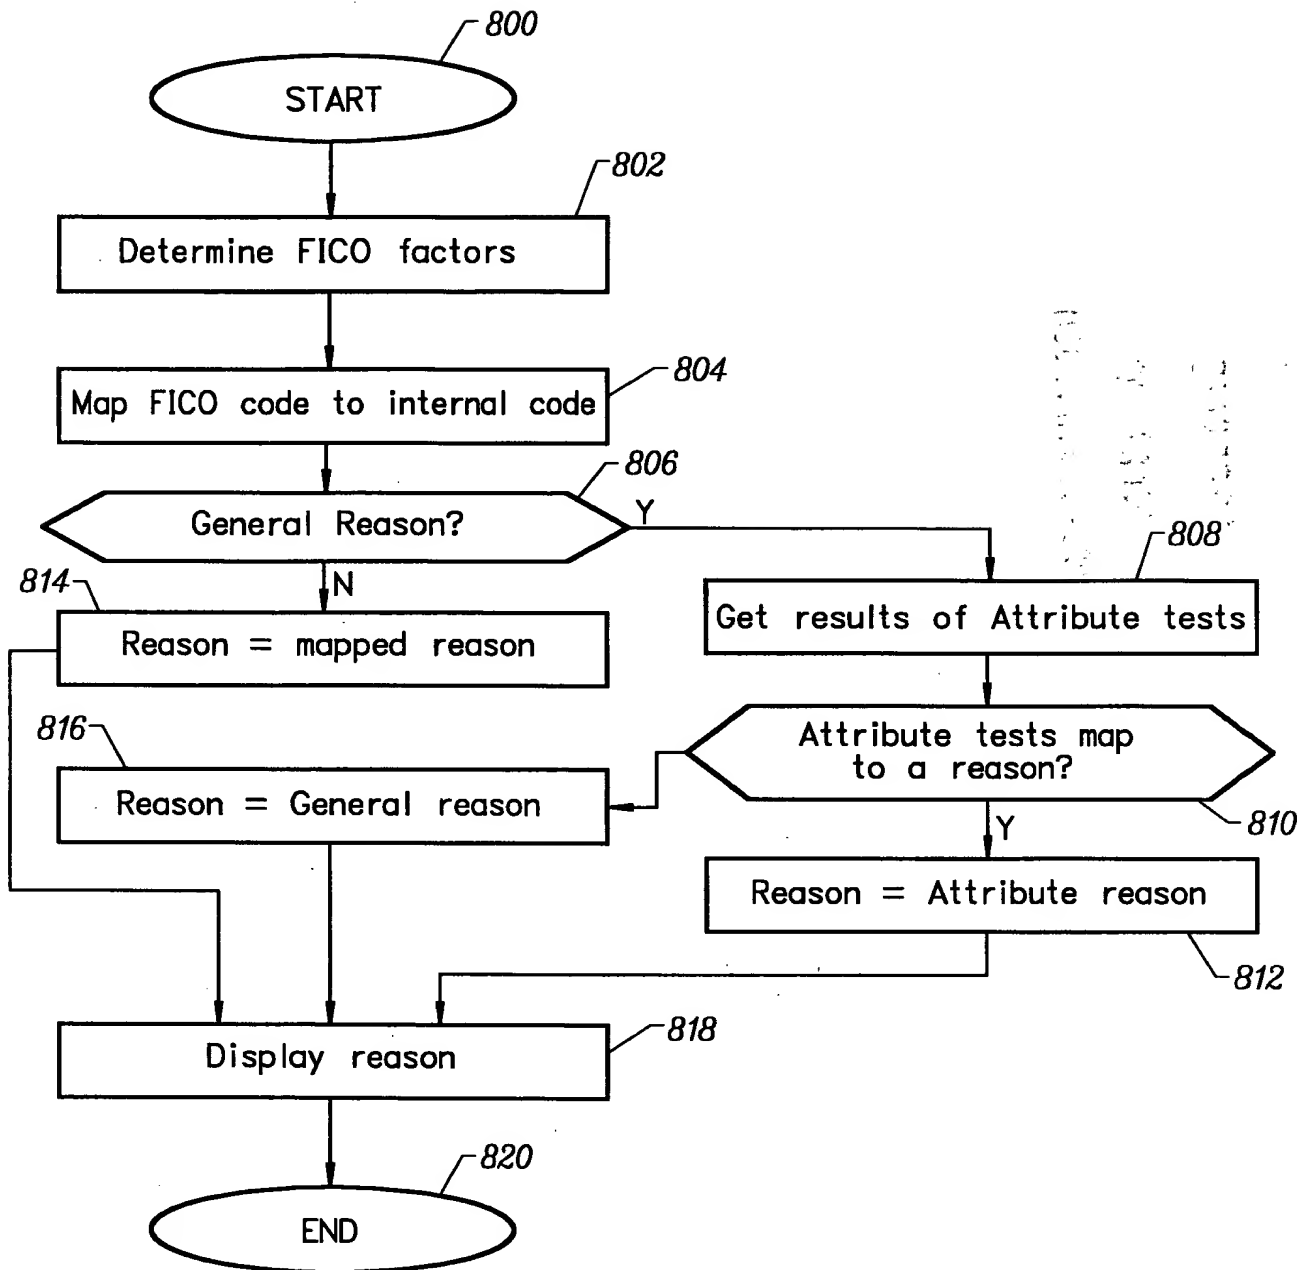 800
START
802
Determine FICO factors
804
Map FICO code to internal code
806
General Reason?
Y
808
814
N
Get results of Attribute tests
Reason = mapped reason
816
Attribute tests map
to a reason?
Reason = General reason
810
Y
Reason = Attribute reason
812
818
Display reason
820
END